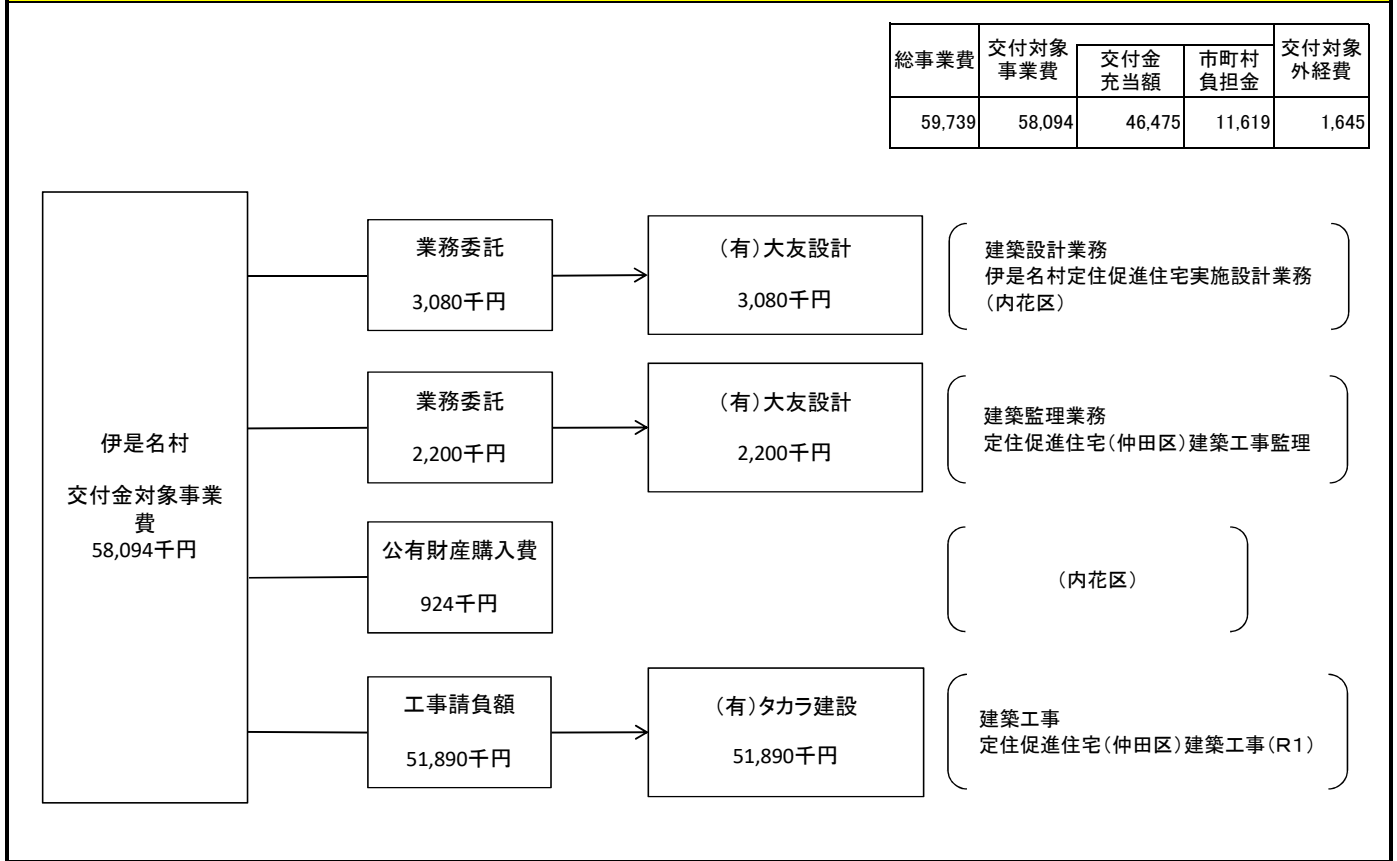 総事業費
交付対象
事業費
交付金
充当額
市町村
負担金
交付対象
外経費
59,739
58,094
46,475
11,619
1,645
伊是名村
交付金対象事業
費
58,094千円
業務委託
3,080千円
(有)大友設計
3,080千円
建築設計業務
伊是名村定住促進住宅実施設計業務
(内花区)
業務委託
2,200千円
(有)大友設計
2,200千円
建築監理業務
定住促進住宅(仲田区)建築工事監理
公有財産購入費
924千円
(内花区)
工事請負額
51,890千円
(有)タカラ建設
51,890千円
建築工事
定住促進住宅(仲田区)建築工事(R1)